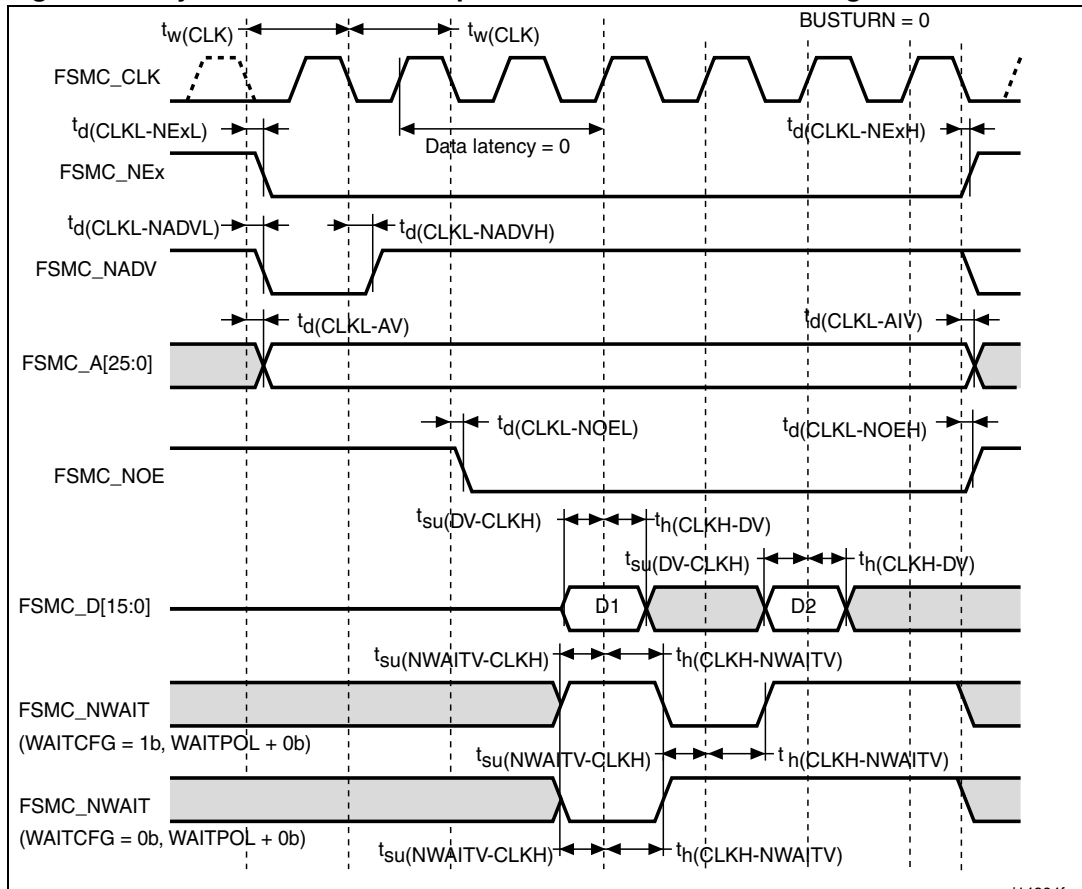 BUSTURN = 0
tw(CLK) tw(CLK)
FSMC_CLK
td(CLKL-NExL) Data latency = 0 td(CLKL-NExH)
FSMC_NEx
td(CLKL-NADVL) td(CLKL-NADVH)
FSMC_NADV
td(CLKL-AV) td(CLKL-AIV)
FSMC_A[25:0]
td(CLKL-NOEL) td(CLKL-NOEH)
FSMC_NOE
tsu(DV-CLKH) th(CLKH-DV)
tsu(DV-CLKH) th(CLKH-DV)
FSMC_D[15:0] D1 D2
tsu(NWAITV-CLKH) th(CLKH-NWAITV)
FSMC_NWAIT
(WAITCFG = 1b, WAITPOL + 0b)
tsu(NWAITV-CLKH) th(CLKH-NWAITV)
FSMC_NWAIT
(WAITCFG = 0b, WAITPOL + 0b)
tsu(NWAITV-CLKH) th(CLKH-NWAITV)